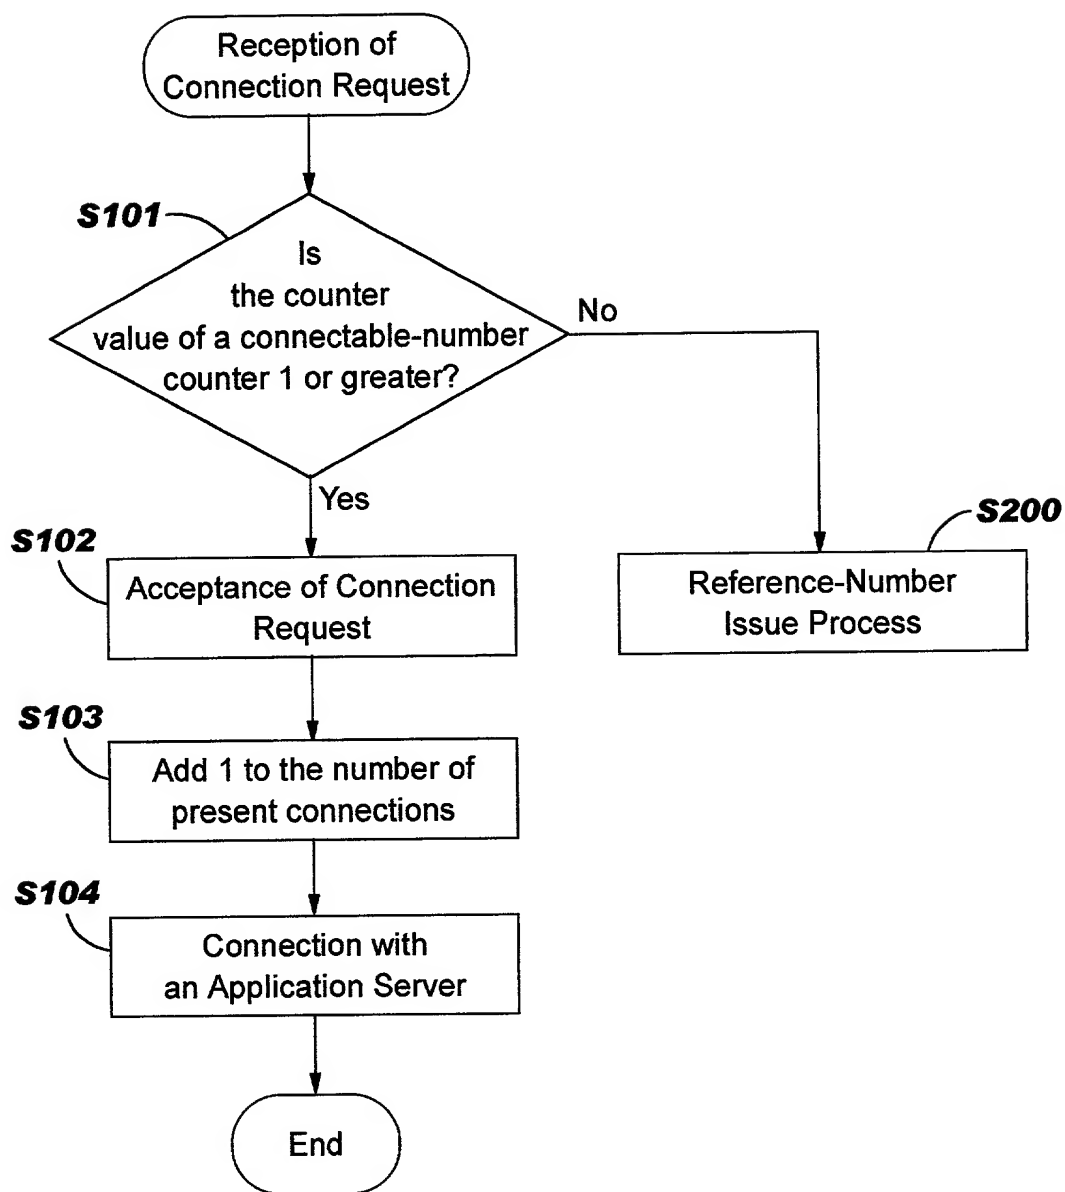 Reception of
Connection Request
S101
Is
the counter
value of a connectable-number
counter 1 or greater?
No
Yes
S102
Acceptance of Connection
Request
S200
Reference-Number
Issue Process
S103
Add 1 to the number of
present connections
S104
Connection with
an Application Server
End